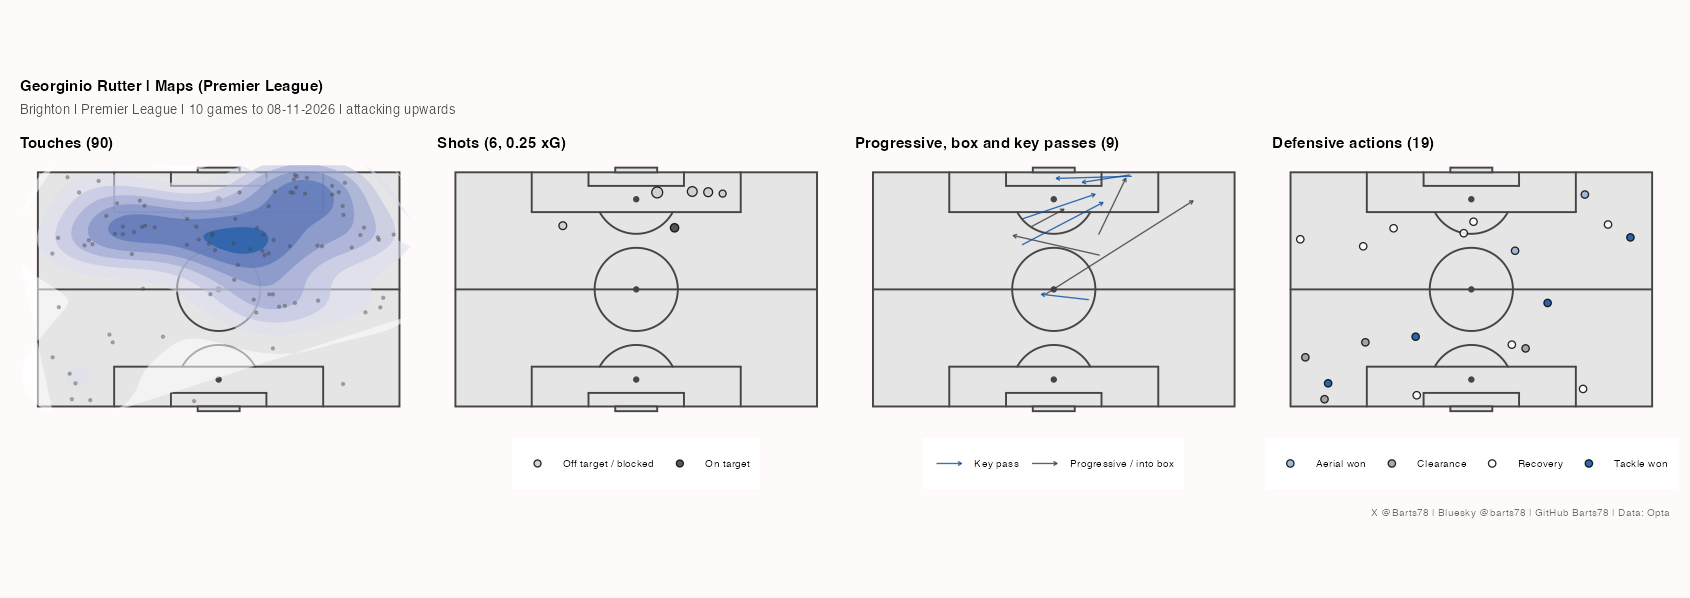 Georginio Rutter | Maps (Premier League)
Brighton | Premier League | 10 games to 08-11-2026 | attacking upwards
Touches (90)
Shots (6, 0.25 xG)
Progressive, box and key passes (9)
Defensive actions (19)
Off target / blocked
On target
Key pass
Progressive / into box
Aerial won
Clearance
Recovery
Tackle won
X @Barts78 | Bluesky @barts78 | GitHub Barts78 | Data: Opta